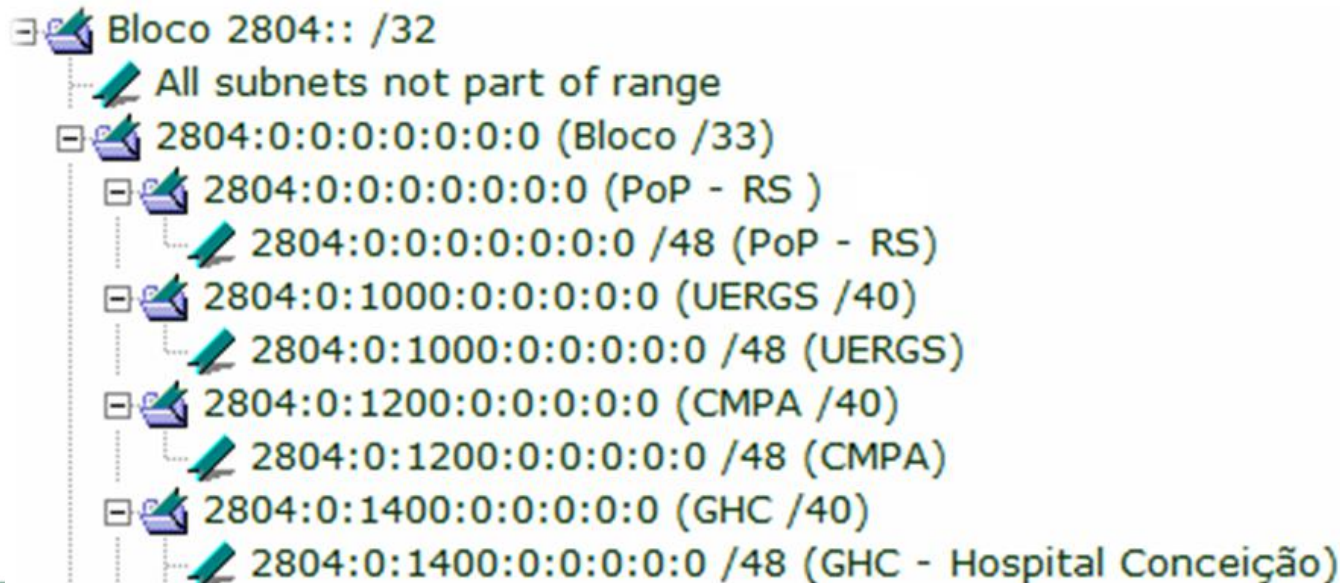 Bloco 2804:: /32
All subnets not part of range
2804:0:0:0:0:0:0:0 (Bloco /33)
2804:0:0:0:0:0:0:0 (PoP - RS )
2804:0:0:0:0:0:0:0 /48 (PoP - RS)
2804:0:1000:0:0:0:0:0 (UERGS /40)
2804:0:1000:0:0:0:0:0 /48 (UERGS)
2804:0:1200:0:0:0:0:0 (CMPA /40)
2804:0:1200:0:0:0:0:0 /48 (CMPA)
2804:0:1400:0:0:0:0:0 (GHC /40)
2804:0:1400:0:0:0:0:0 /48 (GHC - Hospital Conceição)